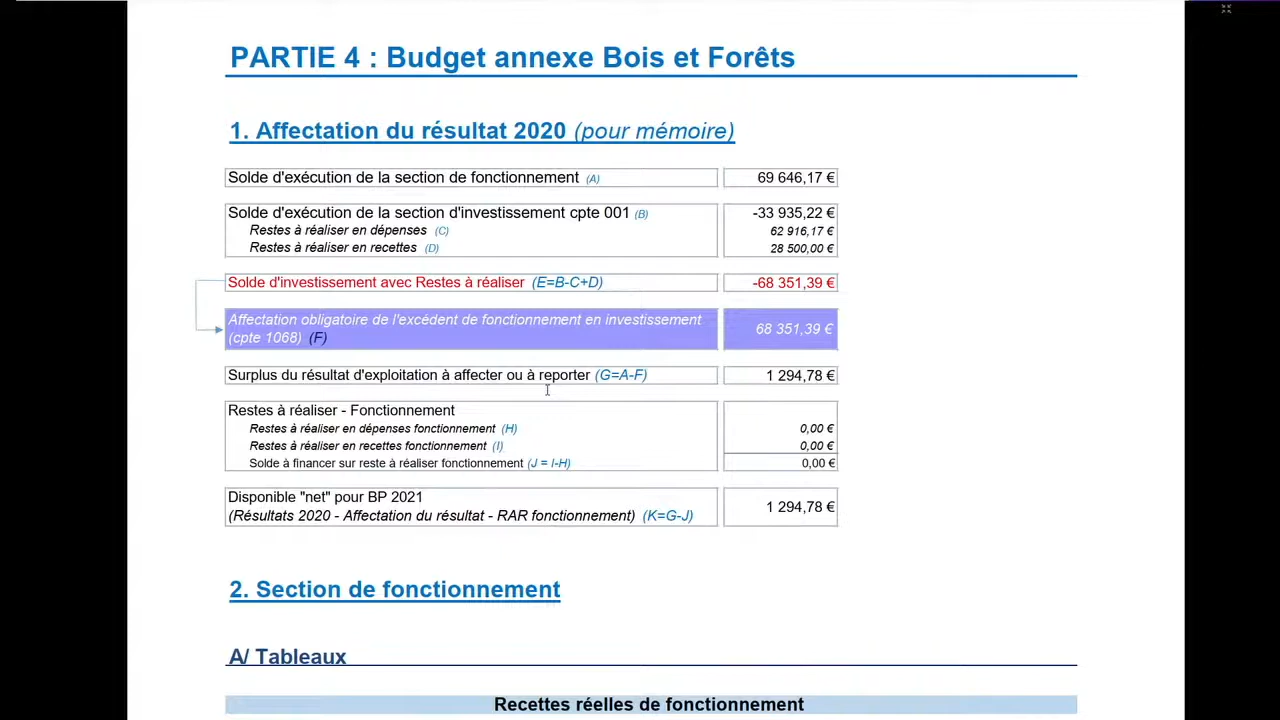 PARTIE 4 : Budget annexe Bois et Forêts
1. Affectation du résultat 2020 (pour mémoire)
Solde d'exécution de la section de fonctionnement (A) 69 646,17 €
Solde d'exécution de la section d'investissement cpte 001 (B) -33 935,22 €
Restes à réaliser en dépenses (C) 62 916,17 €
Restes à réaliser en recettes (D) 28 500,00 €
Solde d'investissement avec Restes à réaliser (E=B-C+D) -68 351,39 €
Affectation obligatoire de l'excédent de fonctionnement en investissement
(cpte 1068) (F) 68 351,39 €
Surplus du résultat d'exploitation à affecter ou à reporter (G=A-F) 1 294,78 €
Restes à réaliser - Fonctionnement
Restes à réaliser en dépenses fonctionnement (H) 0,00 €
Restes à réaliser en recettes fonctionnement (I) 0,00 €
Solde à financer sur reste à réaliser fonctionnement (J = I-H) 0,00 €
Disponible "net" pour BP 2021
(Résultats 2020 - Affectation du résultat - RAR fonctionnement) (K=G-J) 1 294,78 €
2. Section de fonctionnement
A/ Tableaux
Recettes réelles de fonctionnement